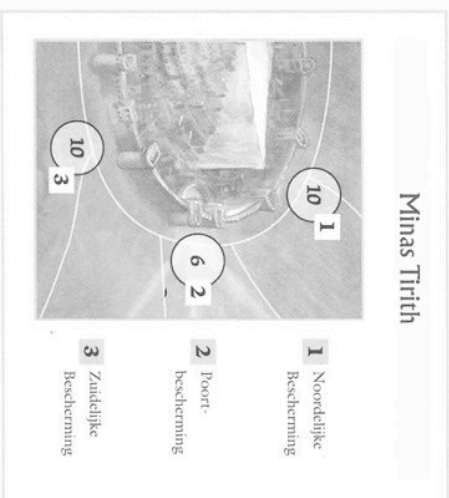 Minas Tirith
10
1
6
2
10
3
1 Noordelijke
Bescherming
2 Poort-
bescherming
3 Zuidelijke
Bescherming